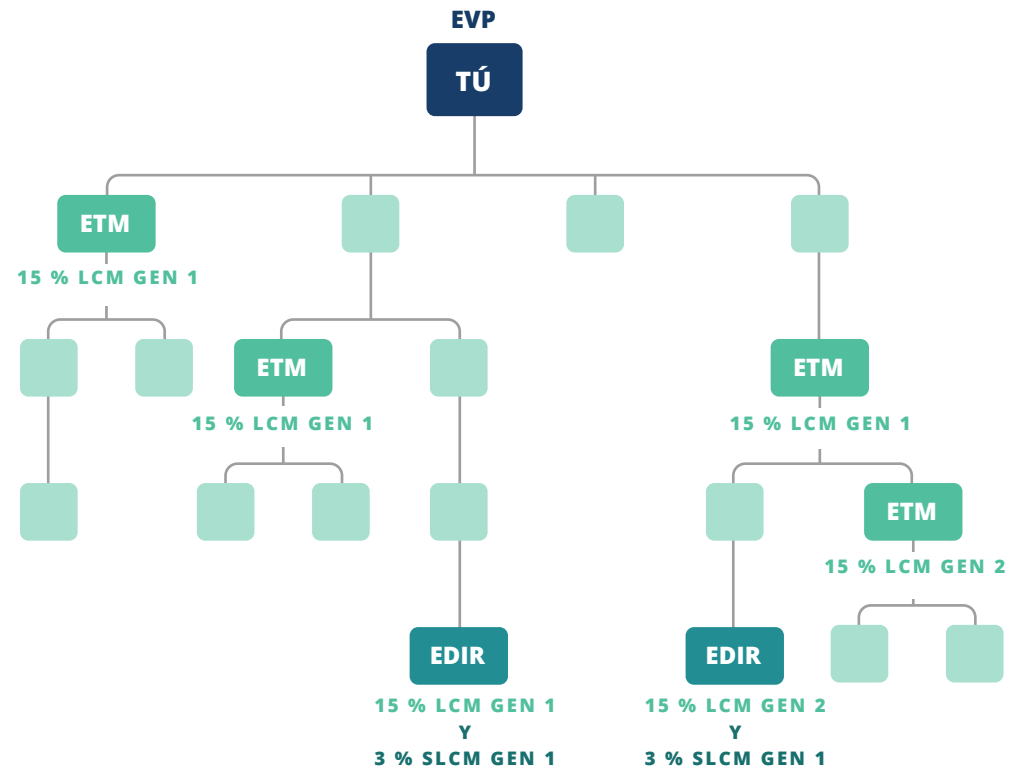 EVP
TÚ
ETM
15 % LCM GEN 1
ETM
15 % LCM GEN 1
ETM
15 % LCM GEN 1
ETM
15 % LCM GEN 2
EDIR
15 % LCM GEN 1
Y
3 % SLCM GEN 1
EDIR
15 % LCM GEN 2
Y
3 % SLCM GEN 1